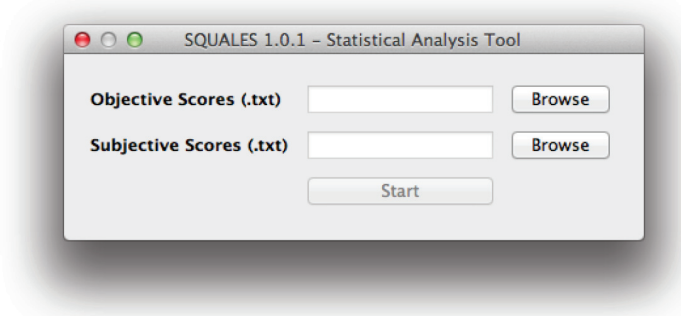 SQUALES 1.0.1 – Statistical Analysis Tool
Objective Scores (.txt) Browse
Subjective Scores (.txt) Browse
Start